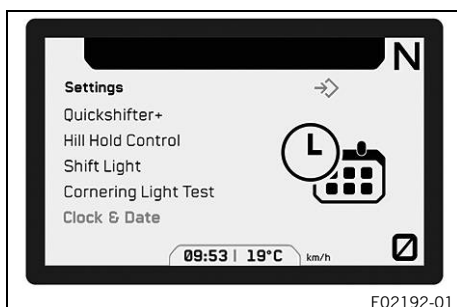 N
Settings
Quickshifter+
Hill Hold Control
Shift Light
Cornering Light Test
Clock & Date
09:53 | 19°C km/h
F02192-01